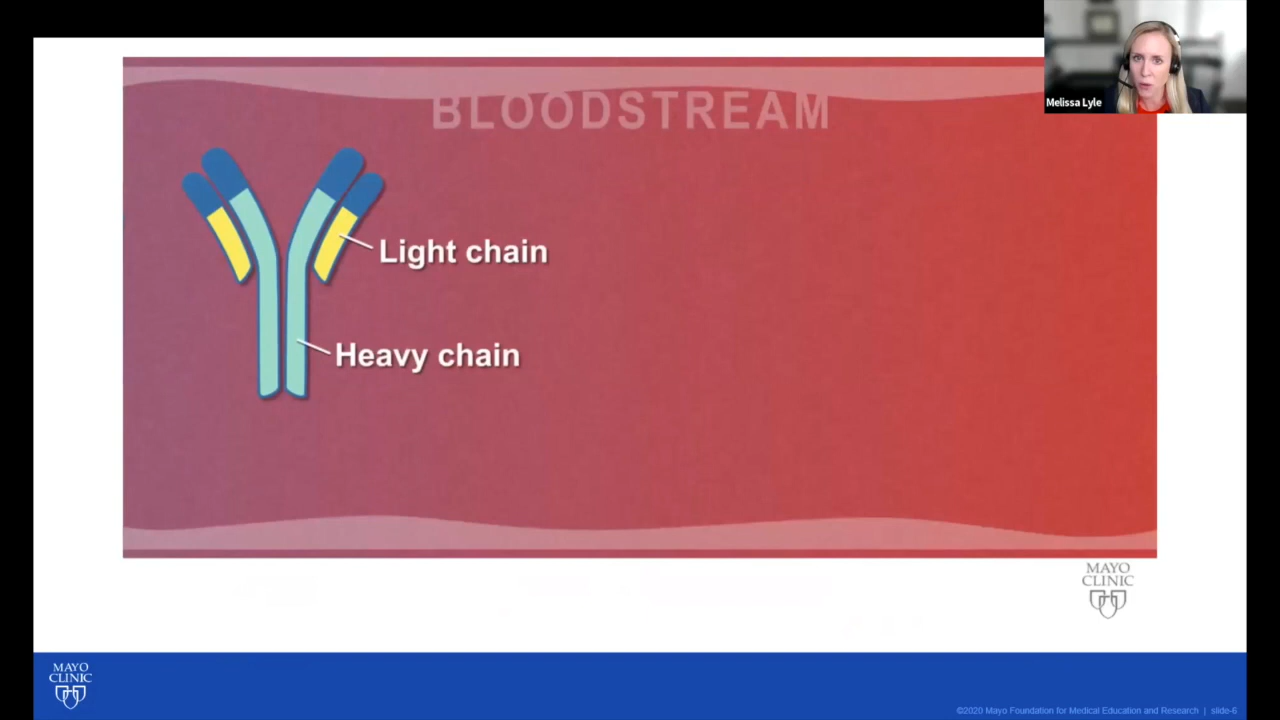 BLOODSTREAM
Melissa Lyle
Light chain
Heavy chain
MAYO
CLINIC
MAYO
CLINIC
©2020 Mayo Foundation for Medical Education and Research | slide-6